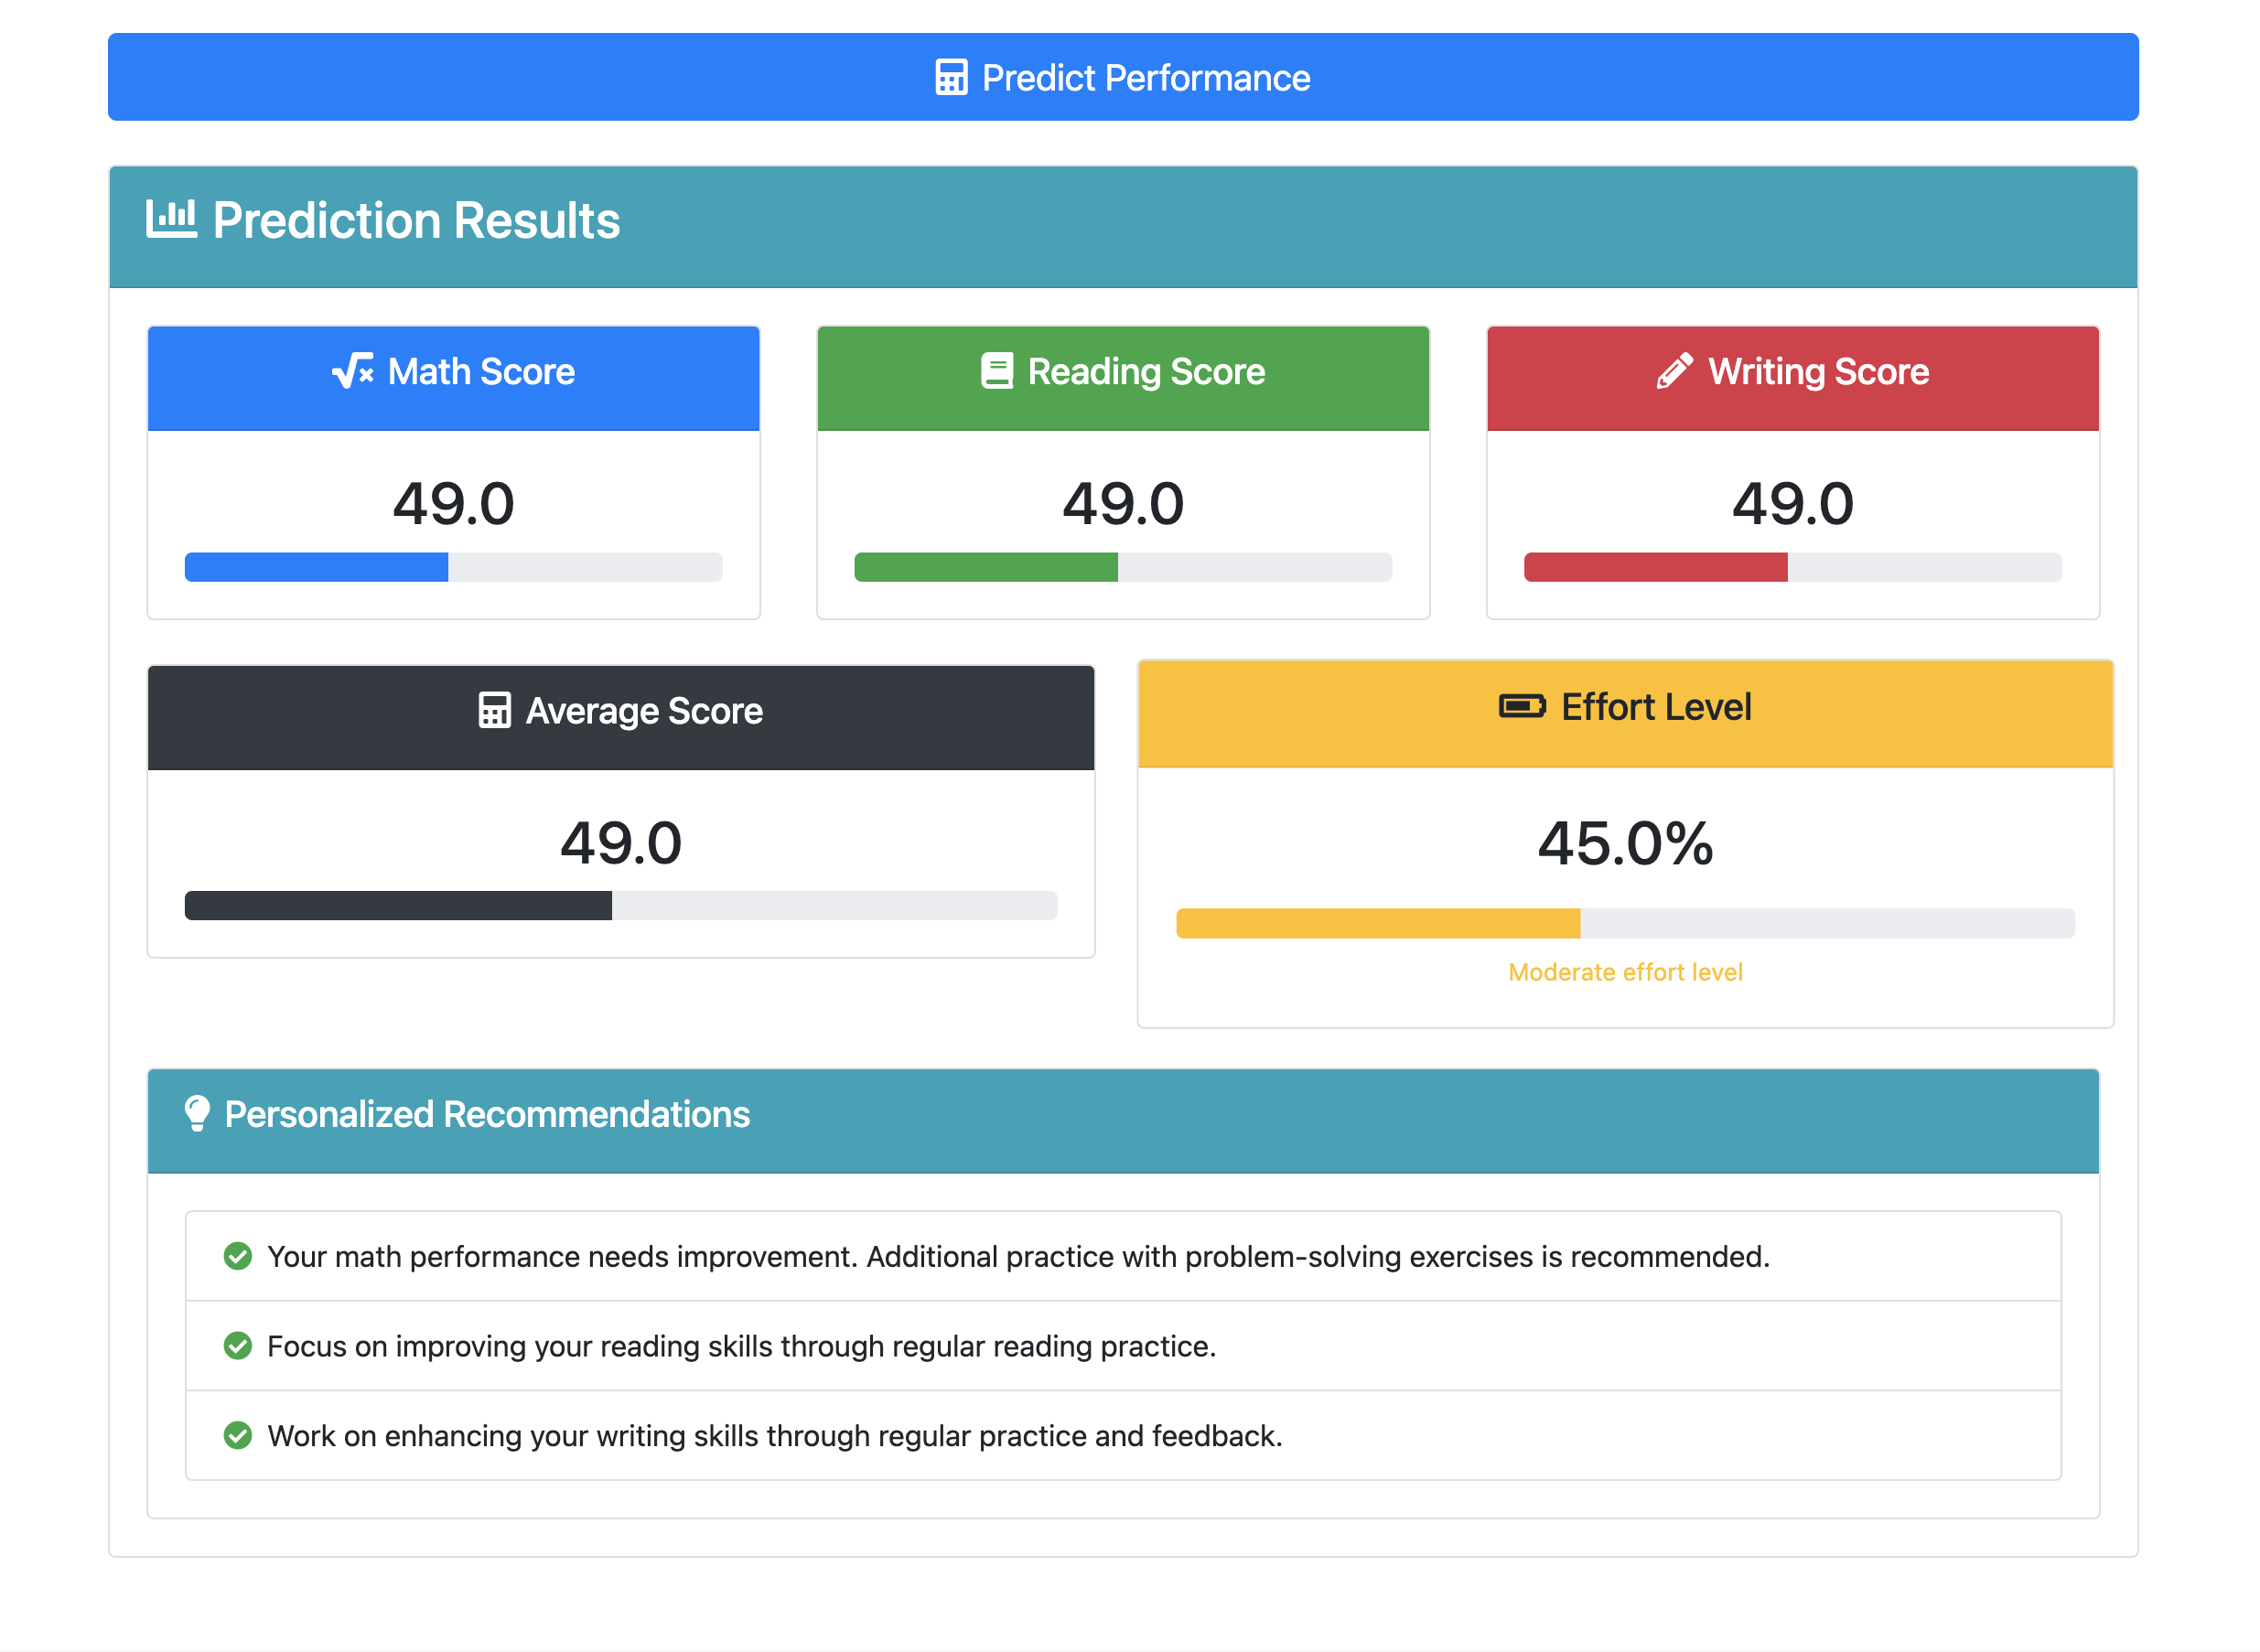 Predict Performance
Prediction Results
Math Score
49.0
Reading Score
49.0
Writing Score
49.0
Average Score
49.0
Effort Level
45.0%
Moderate effort level
Personalized Recommendations
Your math performance needs improvement. Additional practice with problem-solving exercises is recommended.
Focus on improving your reading skills through regular reading practice.
Work on enhancing your writing skills through regular practice and feedback.